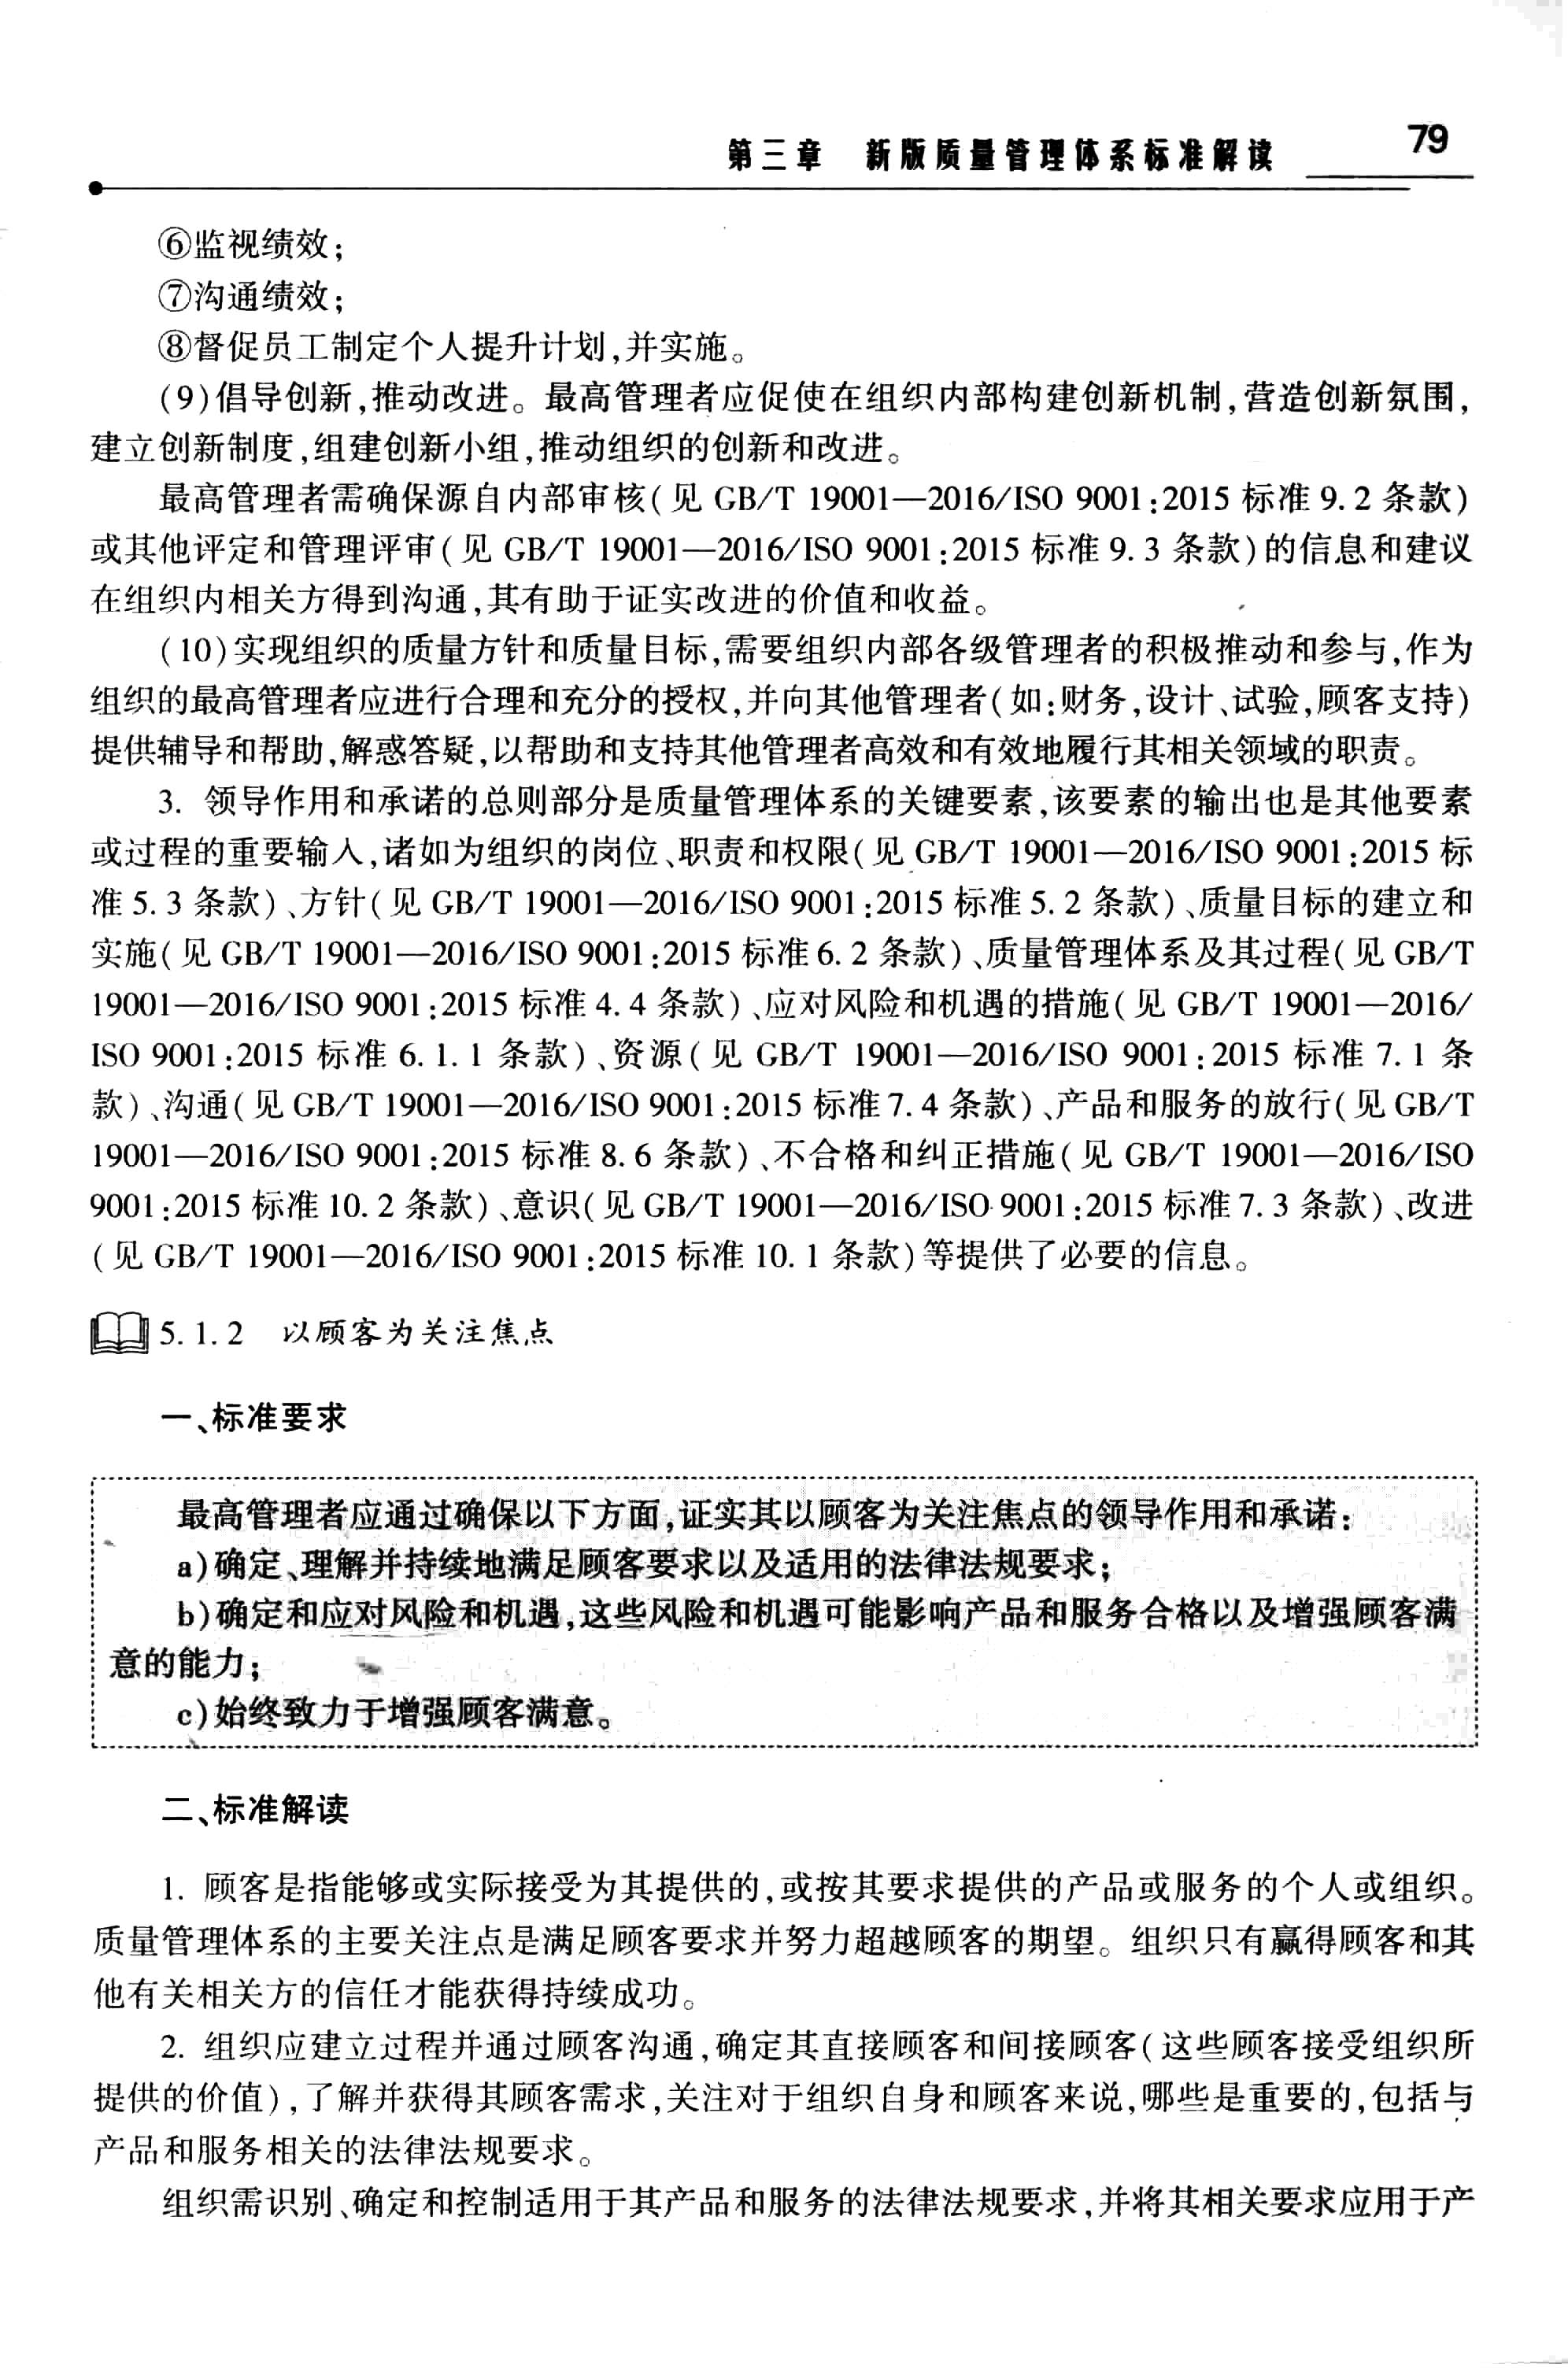 第三章 新版质量管理体系标准解读 79
⑥监视绩效;
⑦沟通绩效;
⑧督促员工制定个人提升计划,并实施。
(9)倡导创新,推动改进。最高管理者应促使在组织内部构建创新机制,营造创新氛围,
建立创新制度,组建创新小组,推动组织的创新和改进。
最高管理者需确保源自内部审核(见 GB/T 19001—2016/ISO 9001:2015 标准 9.2 条款)
或其他评定和管理评审(见 GB/T 19001—2016/ISO 9001:2015 标准 9.3 条款)的信息和建议
在组织内相关方得到沟通,其有助于证实改进的价值和收益。
(10)实现组织的质量方针和质量目标,需要组织内部各级管理者的积极推动和参与,作为
组织的最高管理者应进行合理和充分的授权,并向其他管理者(如:财务,设计、试验,顾客支持)
提供辅导和帮助,解惑答疑,以帮助和支持其他管理者高效和有效地履行其相关领域的职责。
3. 领导作用和承诺的总则部分是质量管理体系的关键要素,该要素的输出也是其他要素
或过程的重要输入,诸如为组织的岗位、职责和权限(见 GB/T 19001—2016/ISO 9001:2015 标
准 5.3 条款)、方针(见 GB/T 19001—2016/ISO 9001:2015 标准 5.2 条款)、质量目标的建立和
实施(见 GB/T 19001—2016/ISO 9001:2015 标准 6.2 条款)、质量管理体系及其过程(见 GB/T
19001—2016/ISO 9001:2015 标准 4.4 条款)、应对风险和机遇的措施(见 GB/T 19001—2016/
ISO 9001:2015 标准 6.1.1 条款)、资源(见 GB/T 19001—2016/ISO 9001:2015 标准 7.1 条
款)、沟通(见 GB/T 19001—2016/ISO 9001:2015 标准 7.4 条款)、产品和服务的放行(见 GB/T
19001—2016/ISO 9001:2015 标准 8.6 条款)、不合格和纠正措施(见 GB/T 19001—2016/ISO
9001:2015 标准 10.2 条款)、意识(见 GB/T 19001—2016/ISO 9001:2015 标准 7.3 条款)、改进
(见 GB/T 19001—2016/ISO 9001:2015 标准 10.1 条款)等提供了必要的信息。
5.1.2 以顾客为关注焦点
一、标准要求
最高管理者应通过确保以下方面,证实其以顾客为关注焦点的领导作用和承诺:
a)确定、理解并持续地满足顾客要求以及适用的法律法规要求;
b)确定和应对风险和机遇,这些风险和机遇可能影响产品和服务合格以及增强顾客满
意的能力;
c)始终致力于增强顾客满意。
二、标准解读
1. 顾客是指能够或实际接受为其提供的,或按其要求提供的产品或服务的个人或组织。
质量管理体系的主要关注点是满足顾客要求并努力超越顾客的期望。组织只有赢得顾客和其
他有关相关方的信任才能获得持续成功。
2. 组织应建立过程并通过顾客沟通,确定其直接顾客和间接顾客(这些顾客接受组织所
提供的价值),了解并获得其顾客需求,关注对于组织自身和顾客来说,哪些是重要的,包括与
产品和服务相关的法律法规要求。
组织需识别、确定和控制适用于其产品和服务的法律法规要求,并将其相关要求应用于产